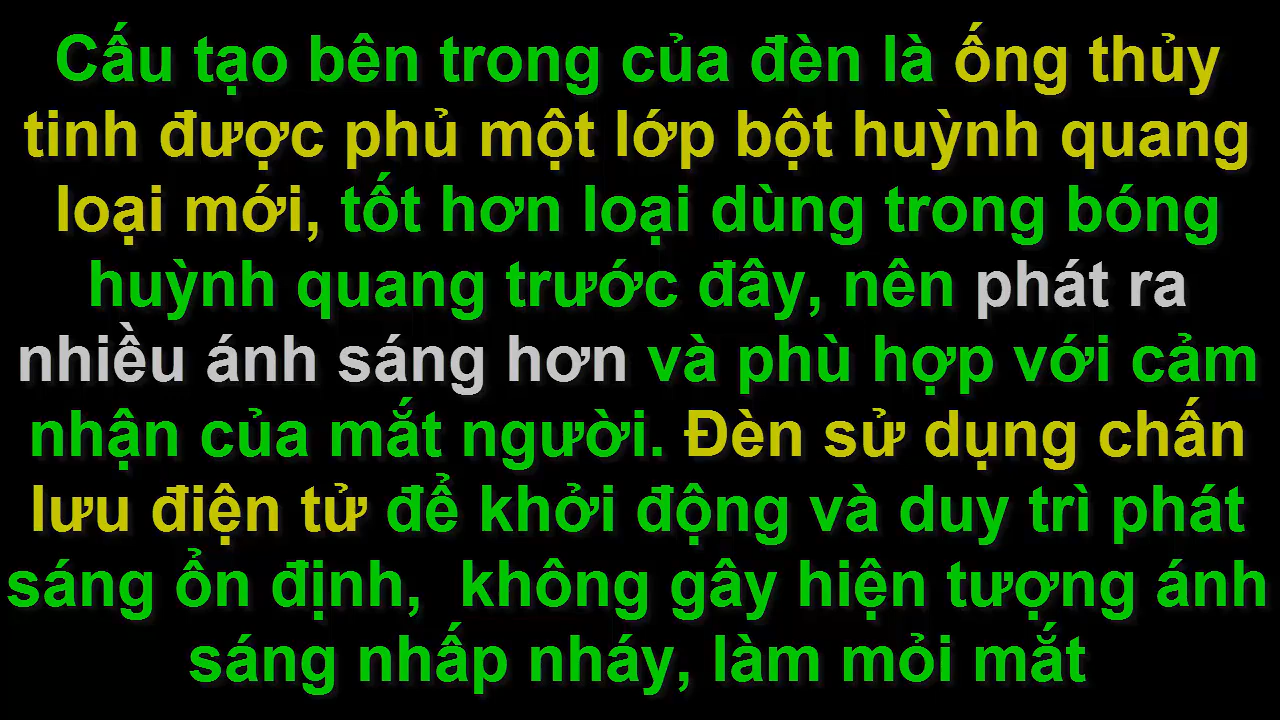 Cấu tạo bên trong của đèn là ống thủy
tinh được phủ một lớp bột huỳnh quang
loại mới, tốt hơn loại dùng trong bóng
huỳnh quang trước đây, nên phát ra
nhiều ánh sáng hơn và phù hợp với cảm
nhận của mắt người. Đèn sử dụng chấn
lưu điện tử để khởi động và duy trì phát
sáng ổn định,  không gây hiện tượng ánh
sáng nhấp nháy, làm mỏi mắt